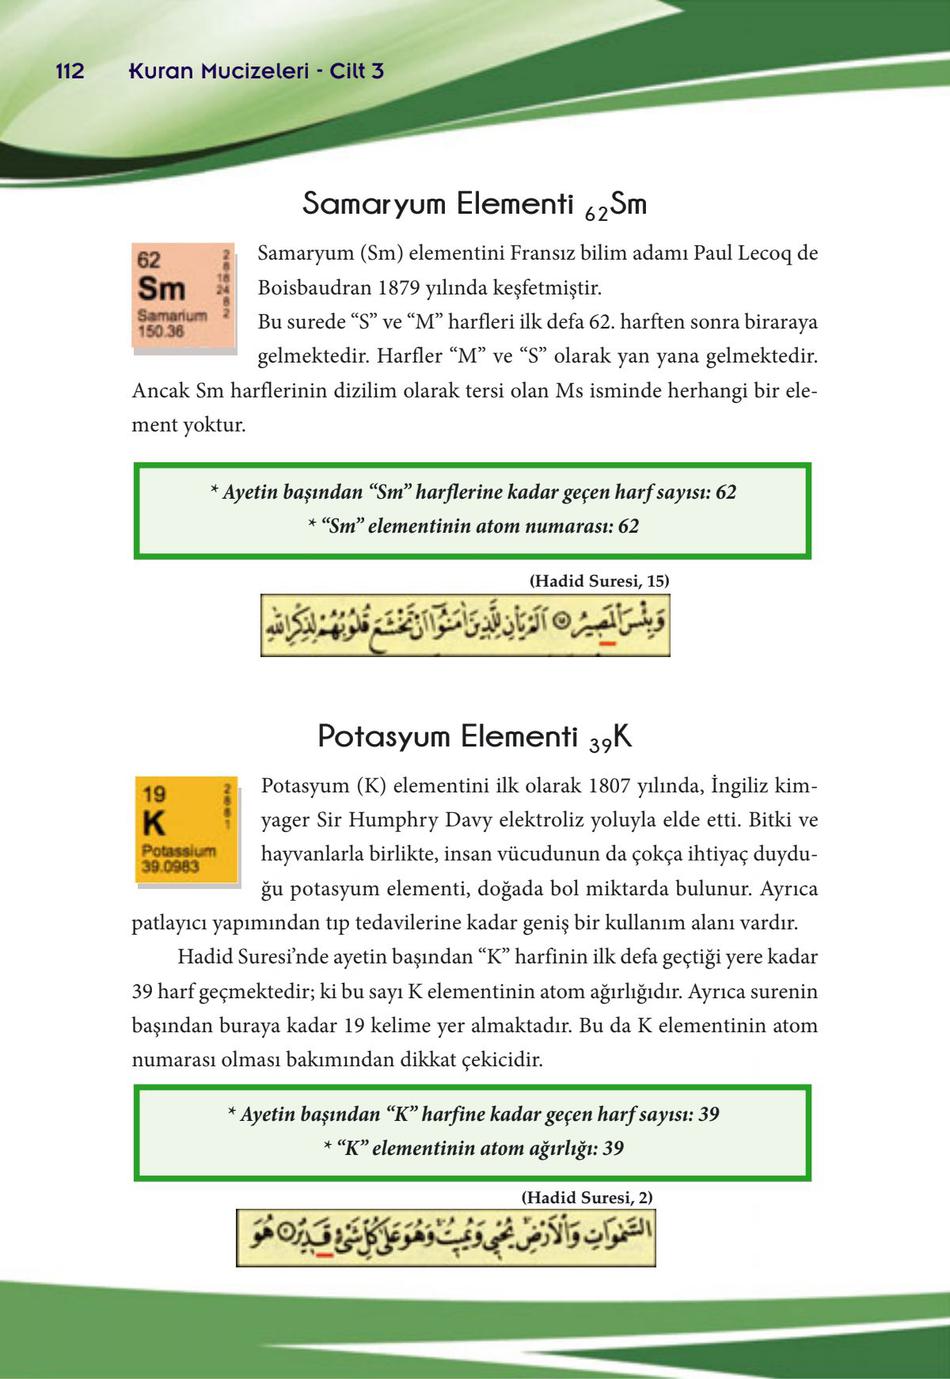 112 Kuran Mucizeleri - Cilt 3
Samaryum Elementi 62Sm
62
Sm
Samarium
150.36
2
8
18
24
8
2
Samaryum (Sm) elementini Fransız bilim adamı Paul Lecoq de
Boisbaudran 1879 yılında keşfetmiştir.
Bu surede “S” ve “M” harfleri ilk defa 62. harften sonra biraraya
gelmektedir. Harfler “M” ve “S” olarak yan yana gelmektedir.
Ancak Sm harflerinin dizilim olarak tersi olan Ms isminde herhangi bir ele-
ment yoktur.
* Ayetin başından “Sm” harflerine kadar geçen harf sayısı: 62
* “Sm” elementinin atom numarası: 62
(Hadid Suresi, 15)
وَبِئْسَ الْمَصِيرُ ۝ اَلَمْ يَأْنِ لِلَّذِينَ اٰمَنُٓوا اَنْ تَخْشَعَ قُلُوبُهُمْ لِذِكْرِ اللّٰهِ
Potasyum Elementi 39K
19
K
Potassium
39.0983
2
8
8
1
Potasyum (K) elementini ilk olarak 1807 yılında, İngiliz kim-
yager Sir Humphry Davy elektroliz yoluyla elde etti. Bitki ve
hayvanlarla birlikte, insan vücudunun da çokça ihtiyaç duydu-
ğu potasyum elementi, doğada bol miktarda bulunur. Ayrıca
patlayıcı yapımından tıp tedavilerine kadar geniş bir kullanım alanı vardır.
Hadid Suresi’nde ayetin başından “K” harfinin ilk defa geçtiği yere kadar
39 harf geçmektedir; ki bu sayı K elementinin atom ağırlığıdır. Ayrıca surenin
başından buraya kadar 19 kelime yer almaktadır. Bu da K elementinin atom
numarası olması bakımından dikkat çekicidir.
* Ayetin başından “K” harfine kadar geçen harf sayısı: 39
* “K” elementinin atom ağırlığı: 39
(Hadid Suresi, 2)
السَّمٰوَاتِ وَالْاَرْضِۚ يُحْيٖي وَيُمٖيتُۚ وَهُوَ عَلٰى كُلِّ شَيْءٍ قَدٖيرٌ ۝ هُوَ